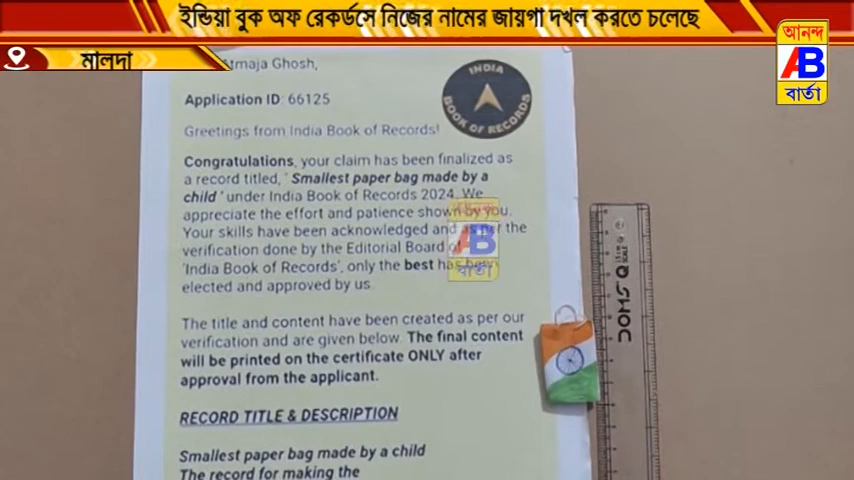 ইন্ডিয়া বুক অফ রেকর্ডসে নিজের নামের জায়গা দখল করতে চলেছে
মালদা
আনন্দ
AB
বার্তা
Atmaja Ghosh,
Application ID: 66125
INDIA
BOOK OF RECORDS
Greetings from India Book of Records!
Congratulations, your claim has been finalized as
a record titled, 'Smallest paper bag made by a
child' under India Book of Records 2024. We
appreciate the effort and patience shown by you.
Your skills have been acknowledged and as per the
verification done by the Editorial Board of
'India Book of Records', only the best has been
elected and approved by us.
আনন্দ
AB
বার্তা
The title and content have been created as per our
verification and are given below. The final content
will be printed on the certificate ONLY after
approval from the applicant.
RECORD TITLE & DESCRIPTION
Smallest paper bag made by a child
The record for making the
DOMS
SCALE